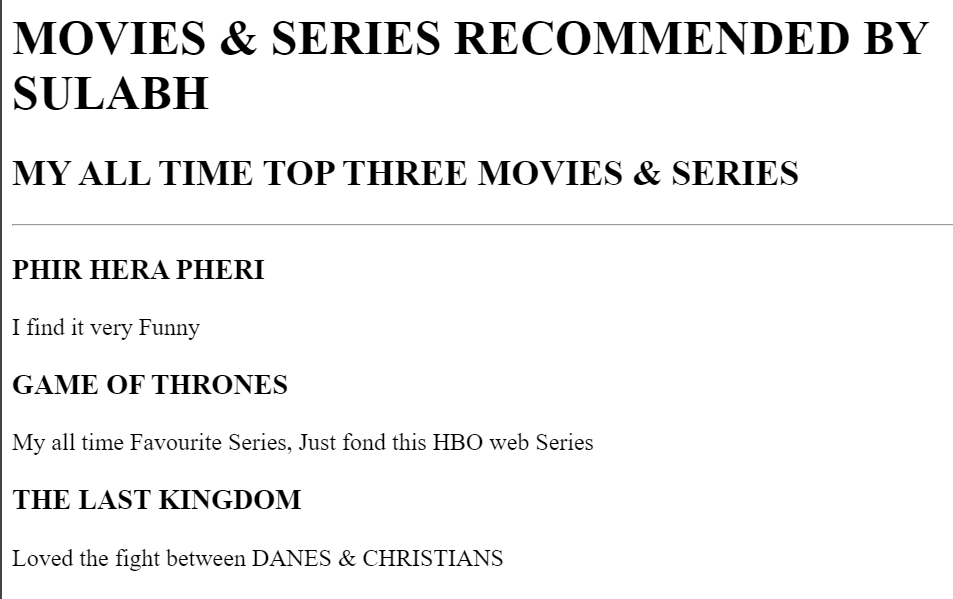 MOVIES & SERIES RECOMMENDED BY
SULABH
MY ALL TIME TOP THREE MOVIES & SERIES
PHIR HERA PHERI
I find it very Funny
GAME OF THRONES
My all time Favourite Series, Just fond this HBO web Series
THE LAST KINGDOM
Loved the fight between DANES & CHRISTIANS